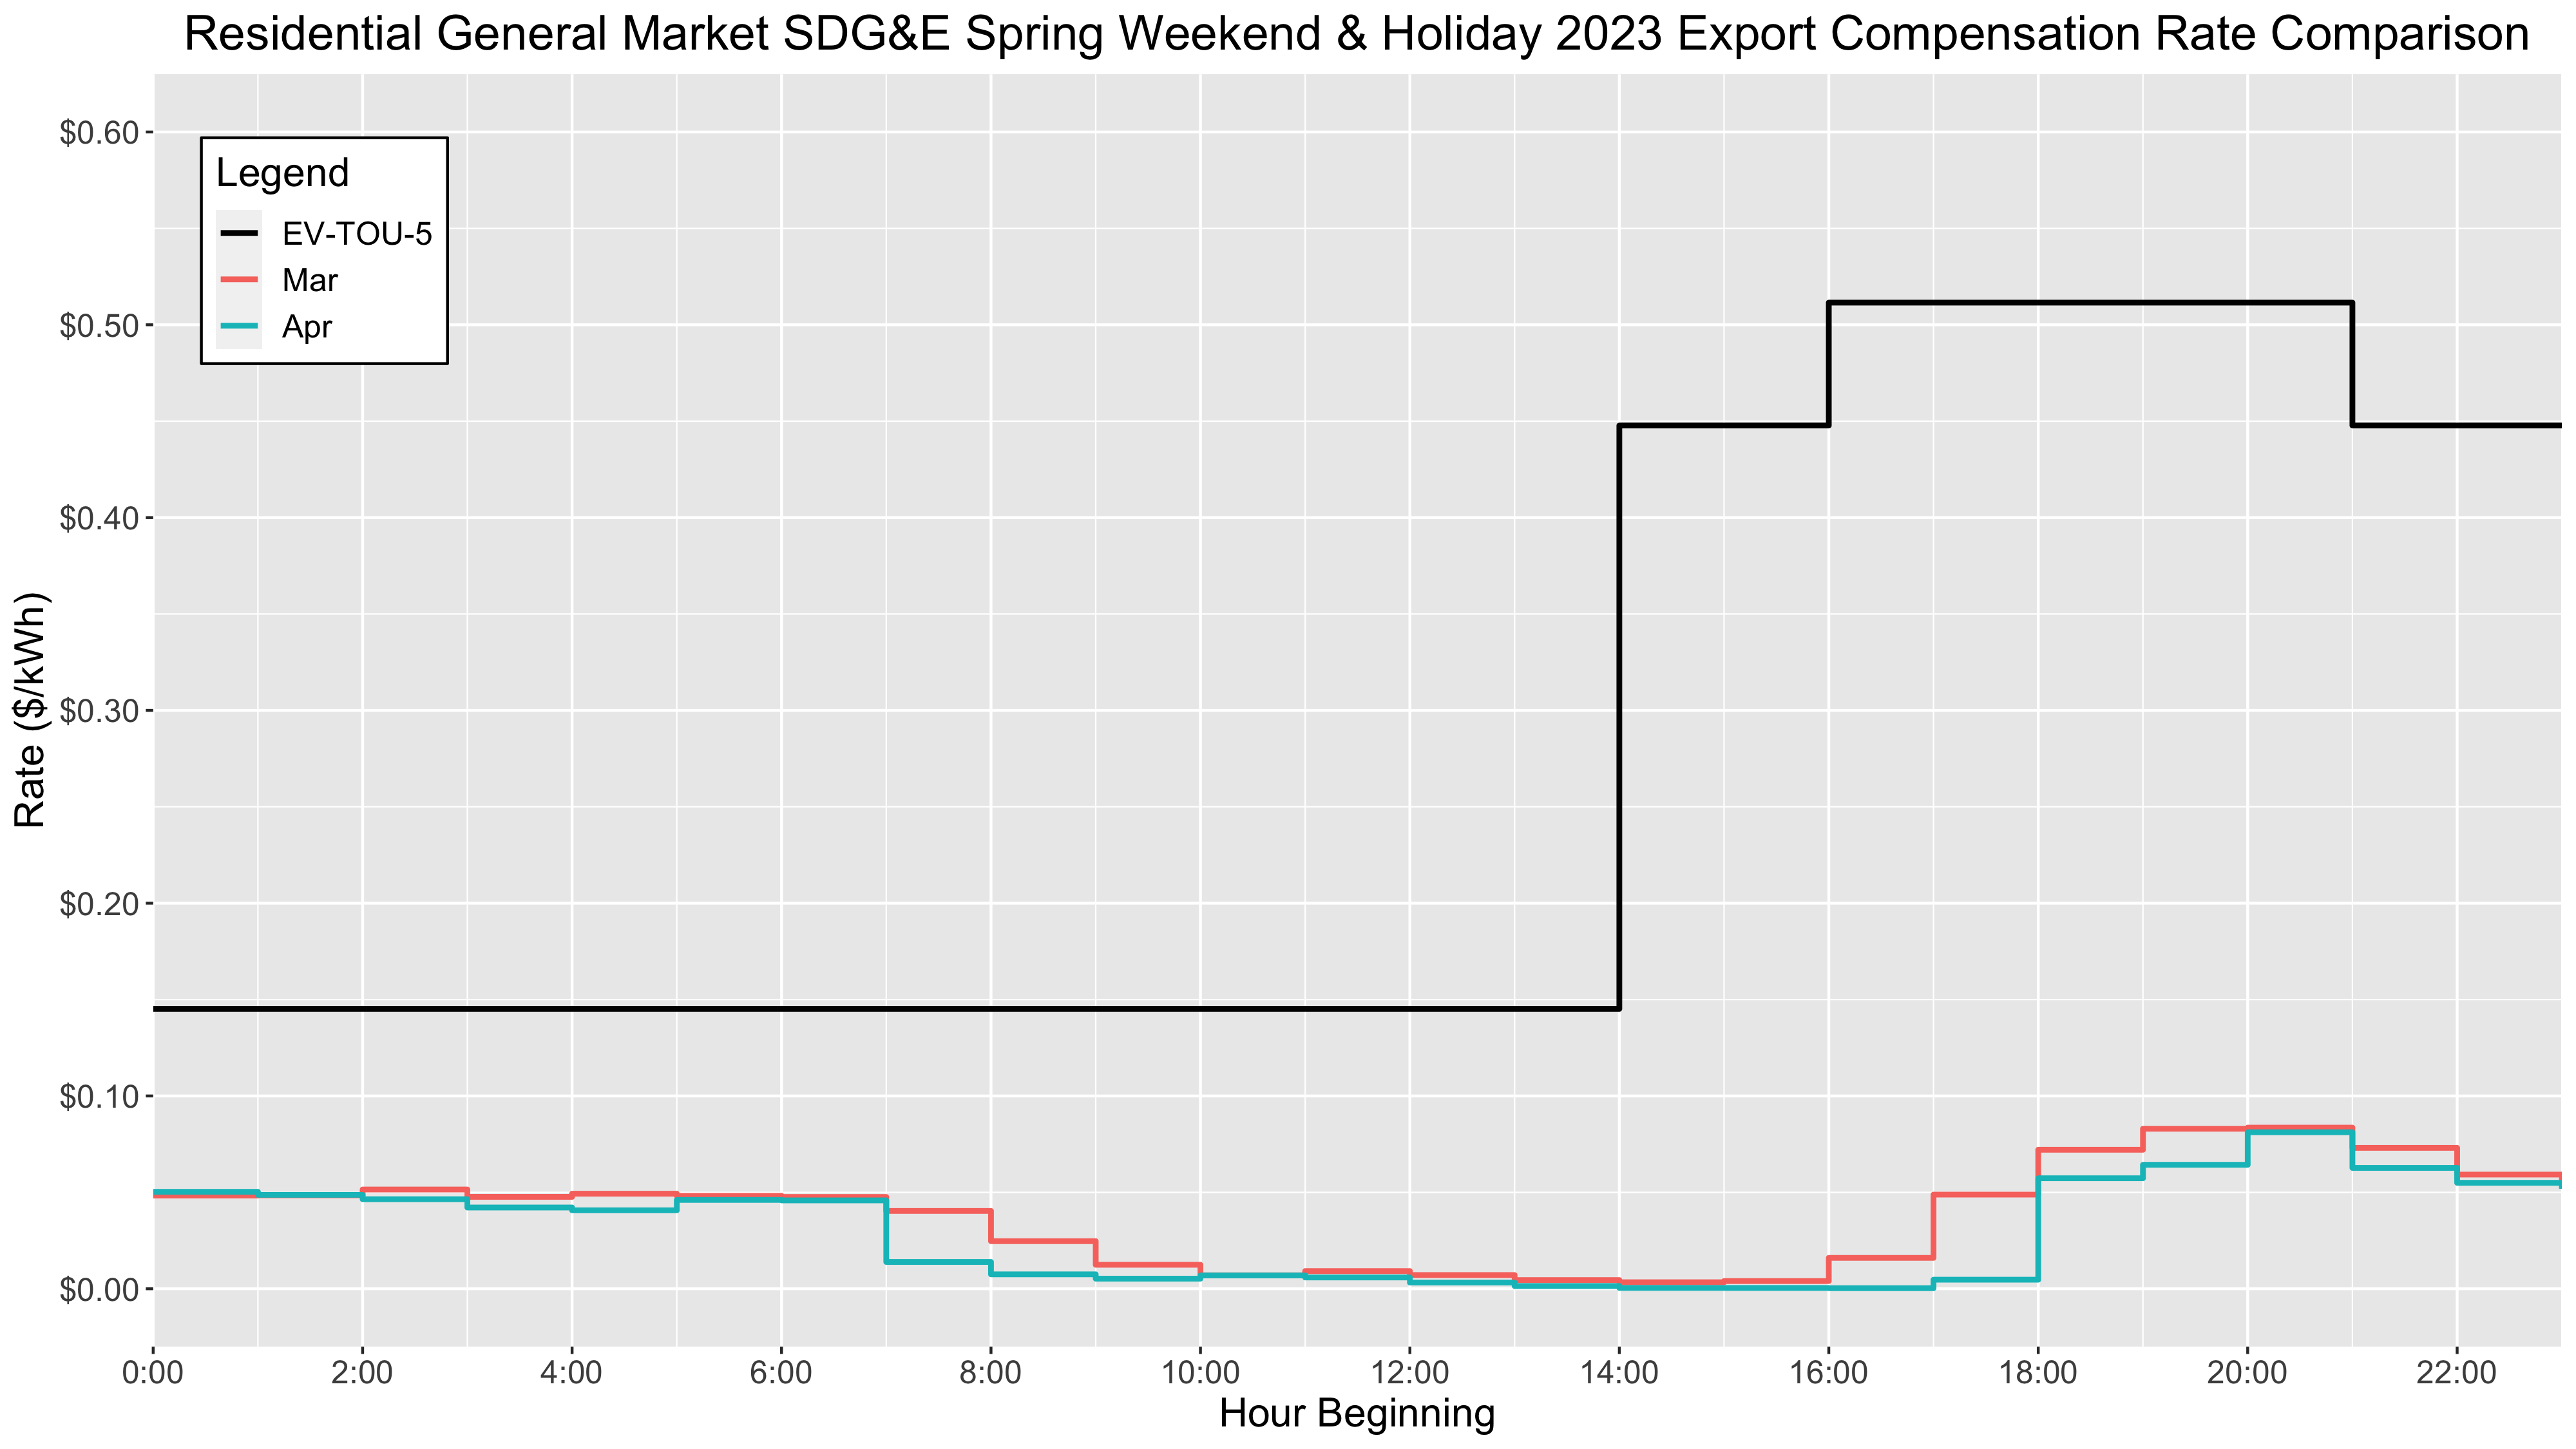 Residential General Market SDG&E Spring Weekend & Holiday 2023 Export Compensation Rate Comparison
$0.60
Legend
EV-TOU-5
Mar
Apr
$0.50
$0.40
Rate ($/kWh)
$0.30
$0.20
$0.10
$0.00
0:00 2:00 4:00 6:00 8:00 10:00 12:00 14:00 16:00 18:00 20:00 22:00
Hour Beginning